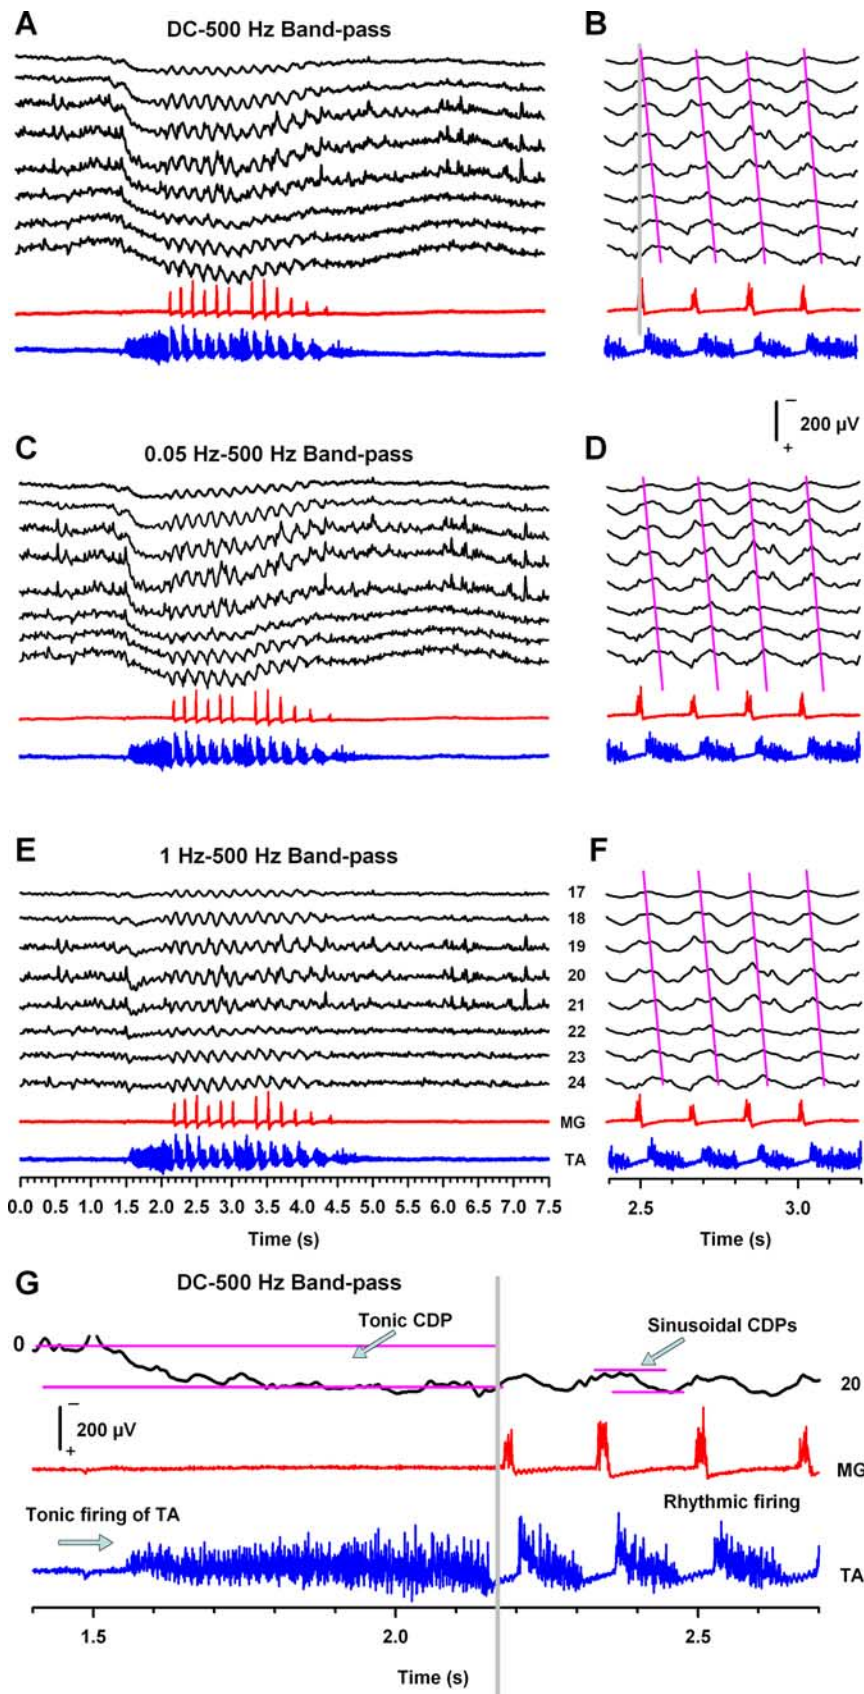 A
DC-500 Hz Band-pass
B
−
200 µV
+
C
0.05 Hz-500 Hz Band-pass
D
E
1 Hz-500 Hz Band-pass
F
17
18
19
20
21
22
23
24
MG
TA
0.0 0.5 1.0 1.5 2.0 2.5 3.0 3.5 4.0 4.5 5.0 5.5 6.0 6.5 7.0 7.5
2.5 3.0
Time (s)
Time (s)
G
DC-500 Hz Band-pass
Tonic CDP
Sinusoidal CDPs
0
20
−
200 µV
+
MG
Tonic firing of TA
Rhythmic firing
TA
1.5 2.0 2.5
Time (s)